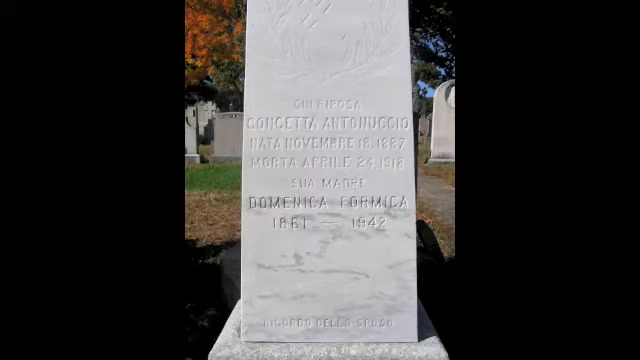 QUI RIPOSA
CONCETTA ANTONUCCIO
NATA NOVEMBRE 18, 1887
MORTA APRILE 24, 1918
SUA MADRE
DOMENICA FORMICA
1861 — 1942
RICORDO DELLO SPOSO